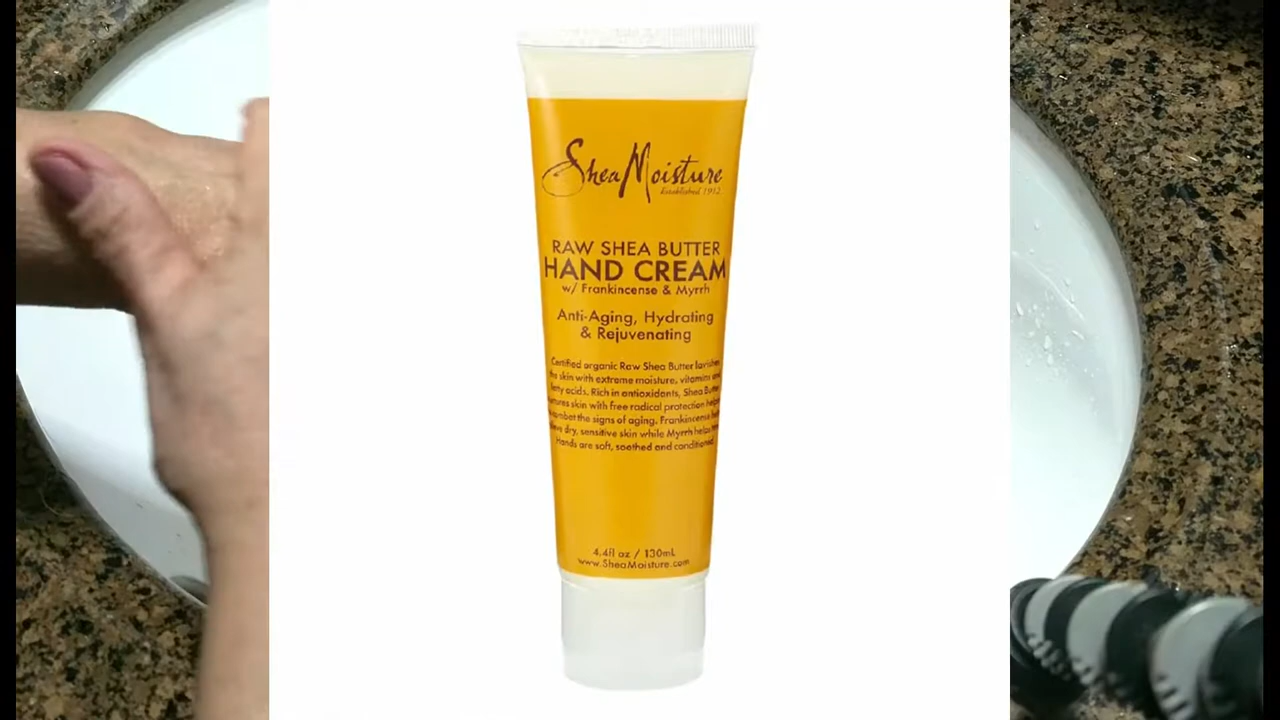 SheaMoisture
Established 1912
RAW SHEA BUTTER
HAND CREAM
w/ Frankincense & Myrrh
Anti-Aging, Hydrating
& Rejuvenating
Certified organic Raw Shea Butter lavishes
the skin with extreme moisture, vitamins and
fatty acids. Rich in antioxidants, Shea Butter
skin with free radical protection helps
combat the signs of aging. Frankincense
dry, sensitive skin while Myrrh helps
Hands are soft, soothed and conditioned.
4.4fl oz / 130mL
www.SheaMoisture.com